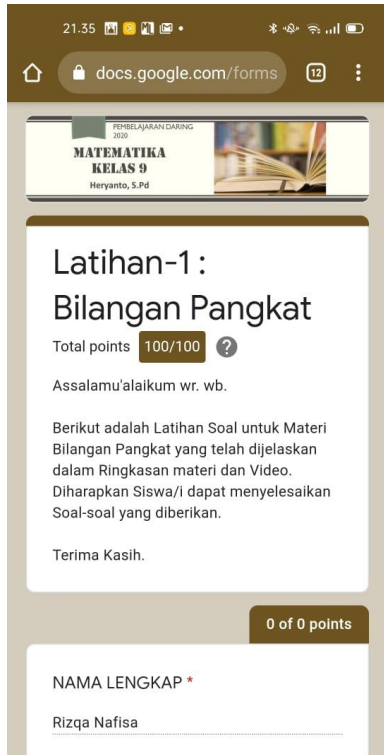 21.35
docs.google.com/forms
12
PEMBELAJARAN DARING
2020
MATEMATIKA
KELAS 9
Heryanto, S.Pd
Latihan-1 :
Bilangan Pangkat
Total points 100/100 ?
Assalamu'alaikum wr. wb.
Berikut adalah Latihan Soal untuk Materi
Bilangan Pangkat yang telah dijelaskan
dalam Ringkasan materi dan Video.
Diharapkan Siswa/i dapat menyelesaikan
Soal-soal yang diberikan.
Terima Kasih.
0 of 0 points
NAMA LENGKAP *
Rizqa Nafisa